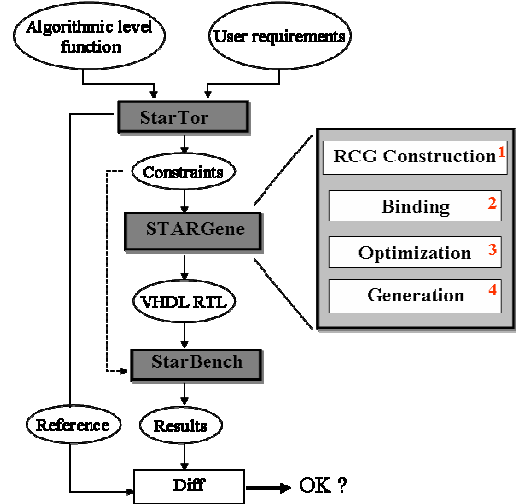 Algorithmic level
function
User requirements
StarTor
Constraints
RCG Construction 1
Binding 2
STARGene
Optimization 3
Generation 4
VHDL RTL
StarBench
Reference
Results
Diff
OK ?